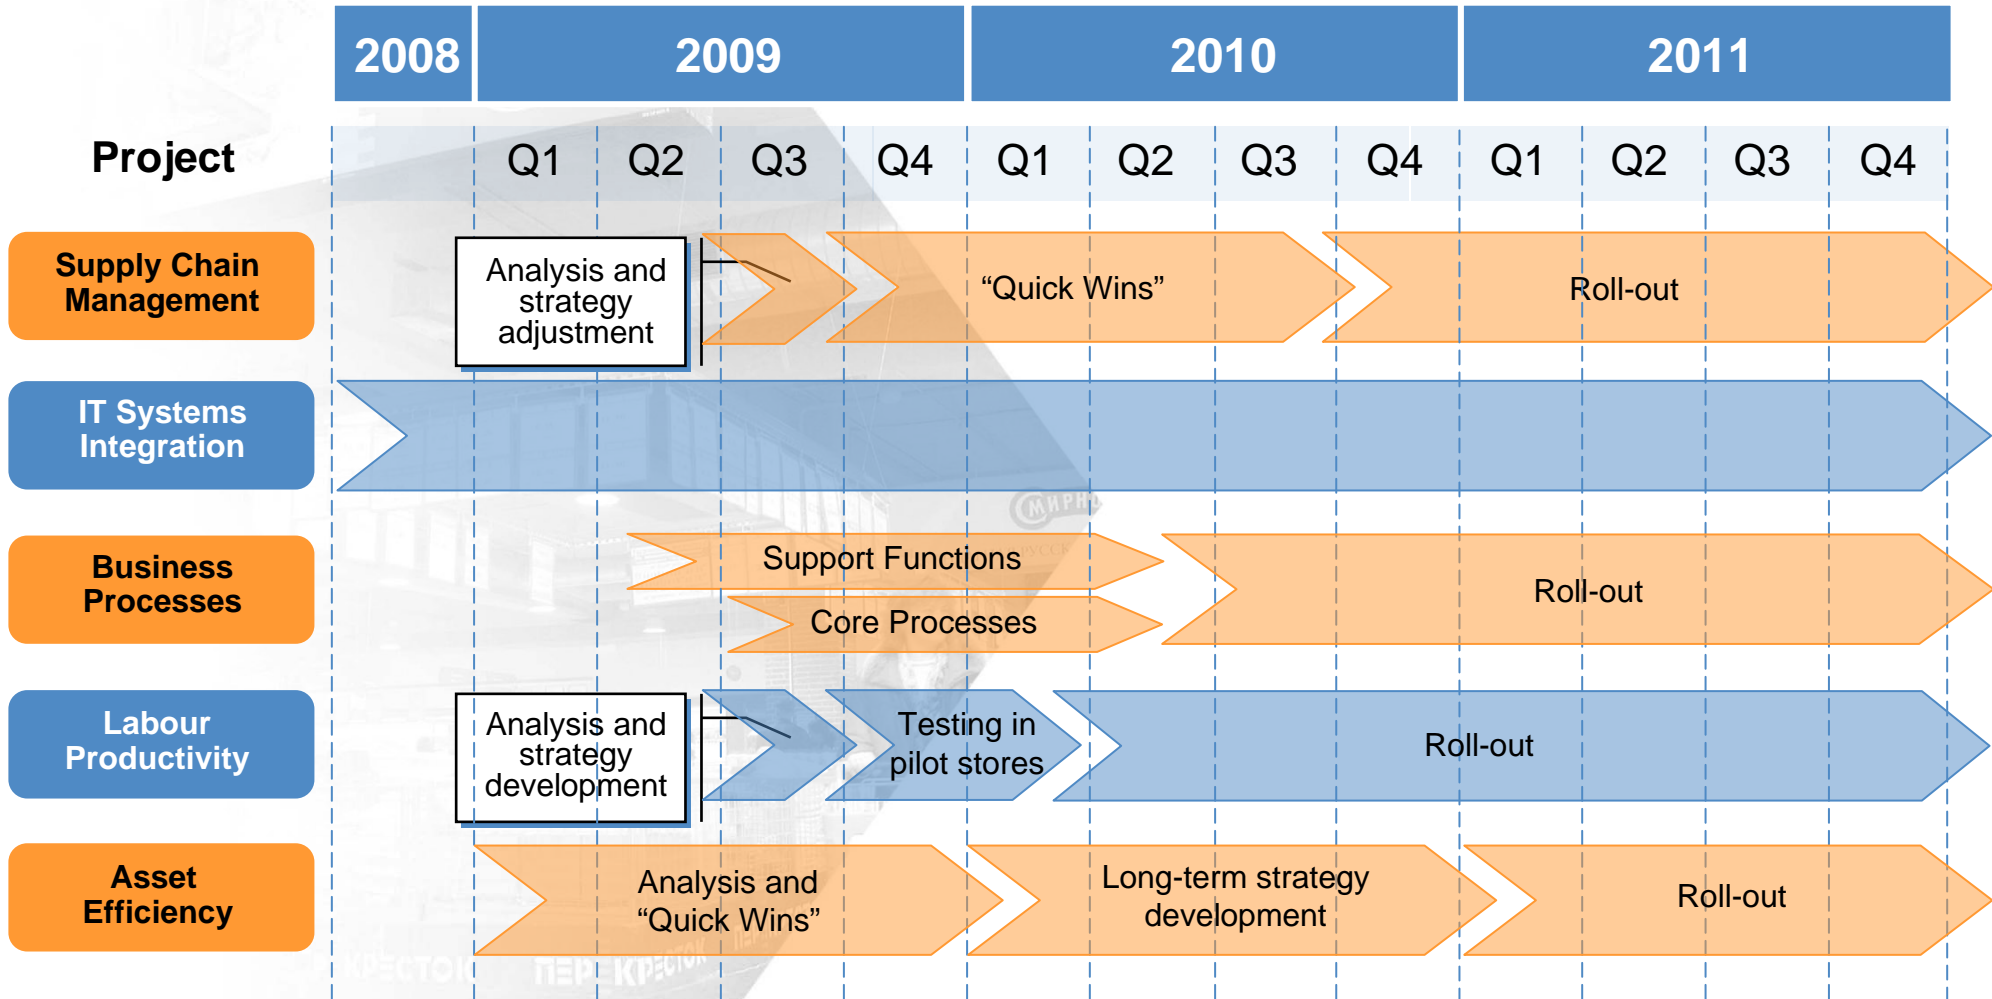 2008 2009 2010 2011
Project Q1 Q2 Q3 Q4 Q1 Q2 Q3 Q4 Q1 Q2 Q3 Q4
Supply Chain
Management
Analysis and
strategy
adjustment
“Quick Wins”
Roll-out
IT Systems
Integration
Business
Processes
Support Functions
Core Processes
Roll-out
Labour
Productivity
Analysis and
strategy
development
Testing in
pilot stores
Roll-out
Asset
Efficiency
Analysis and
“Quick Wins”
Long-term strategy
development
Roll-out
ПЕРЕКРЕСТОК